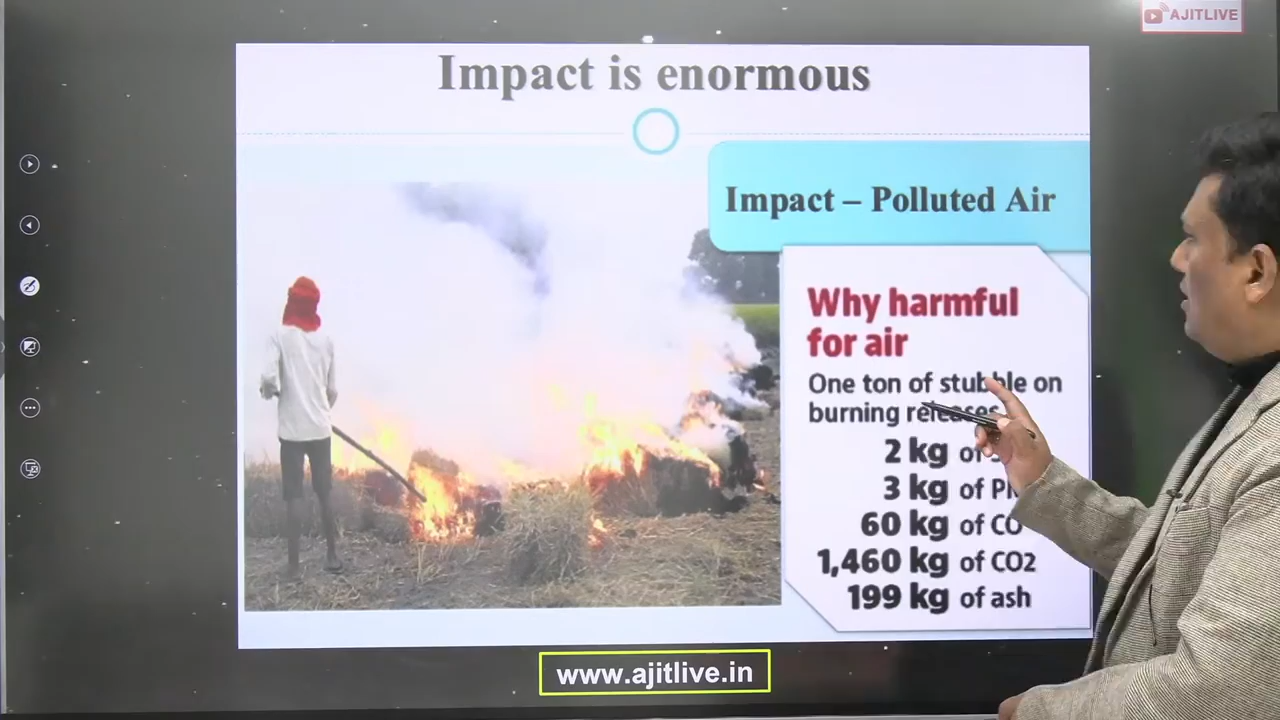 AJITLIVE
Impact is enormous
Impact – Polluted Air
Why harmful
for air
One ton of stubble on
burning releases
2 kg of
3 kg of
60 kg of CO
1,460 kg of CO2
199 kg of ash
www.ajitlive.in